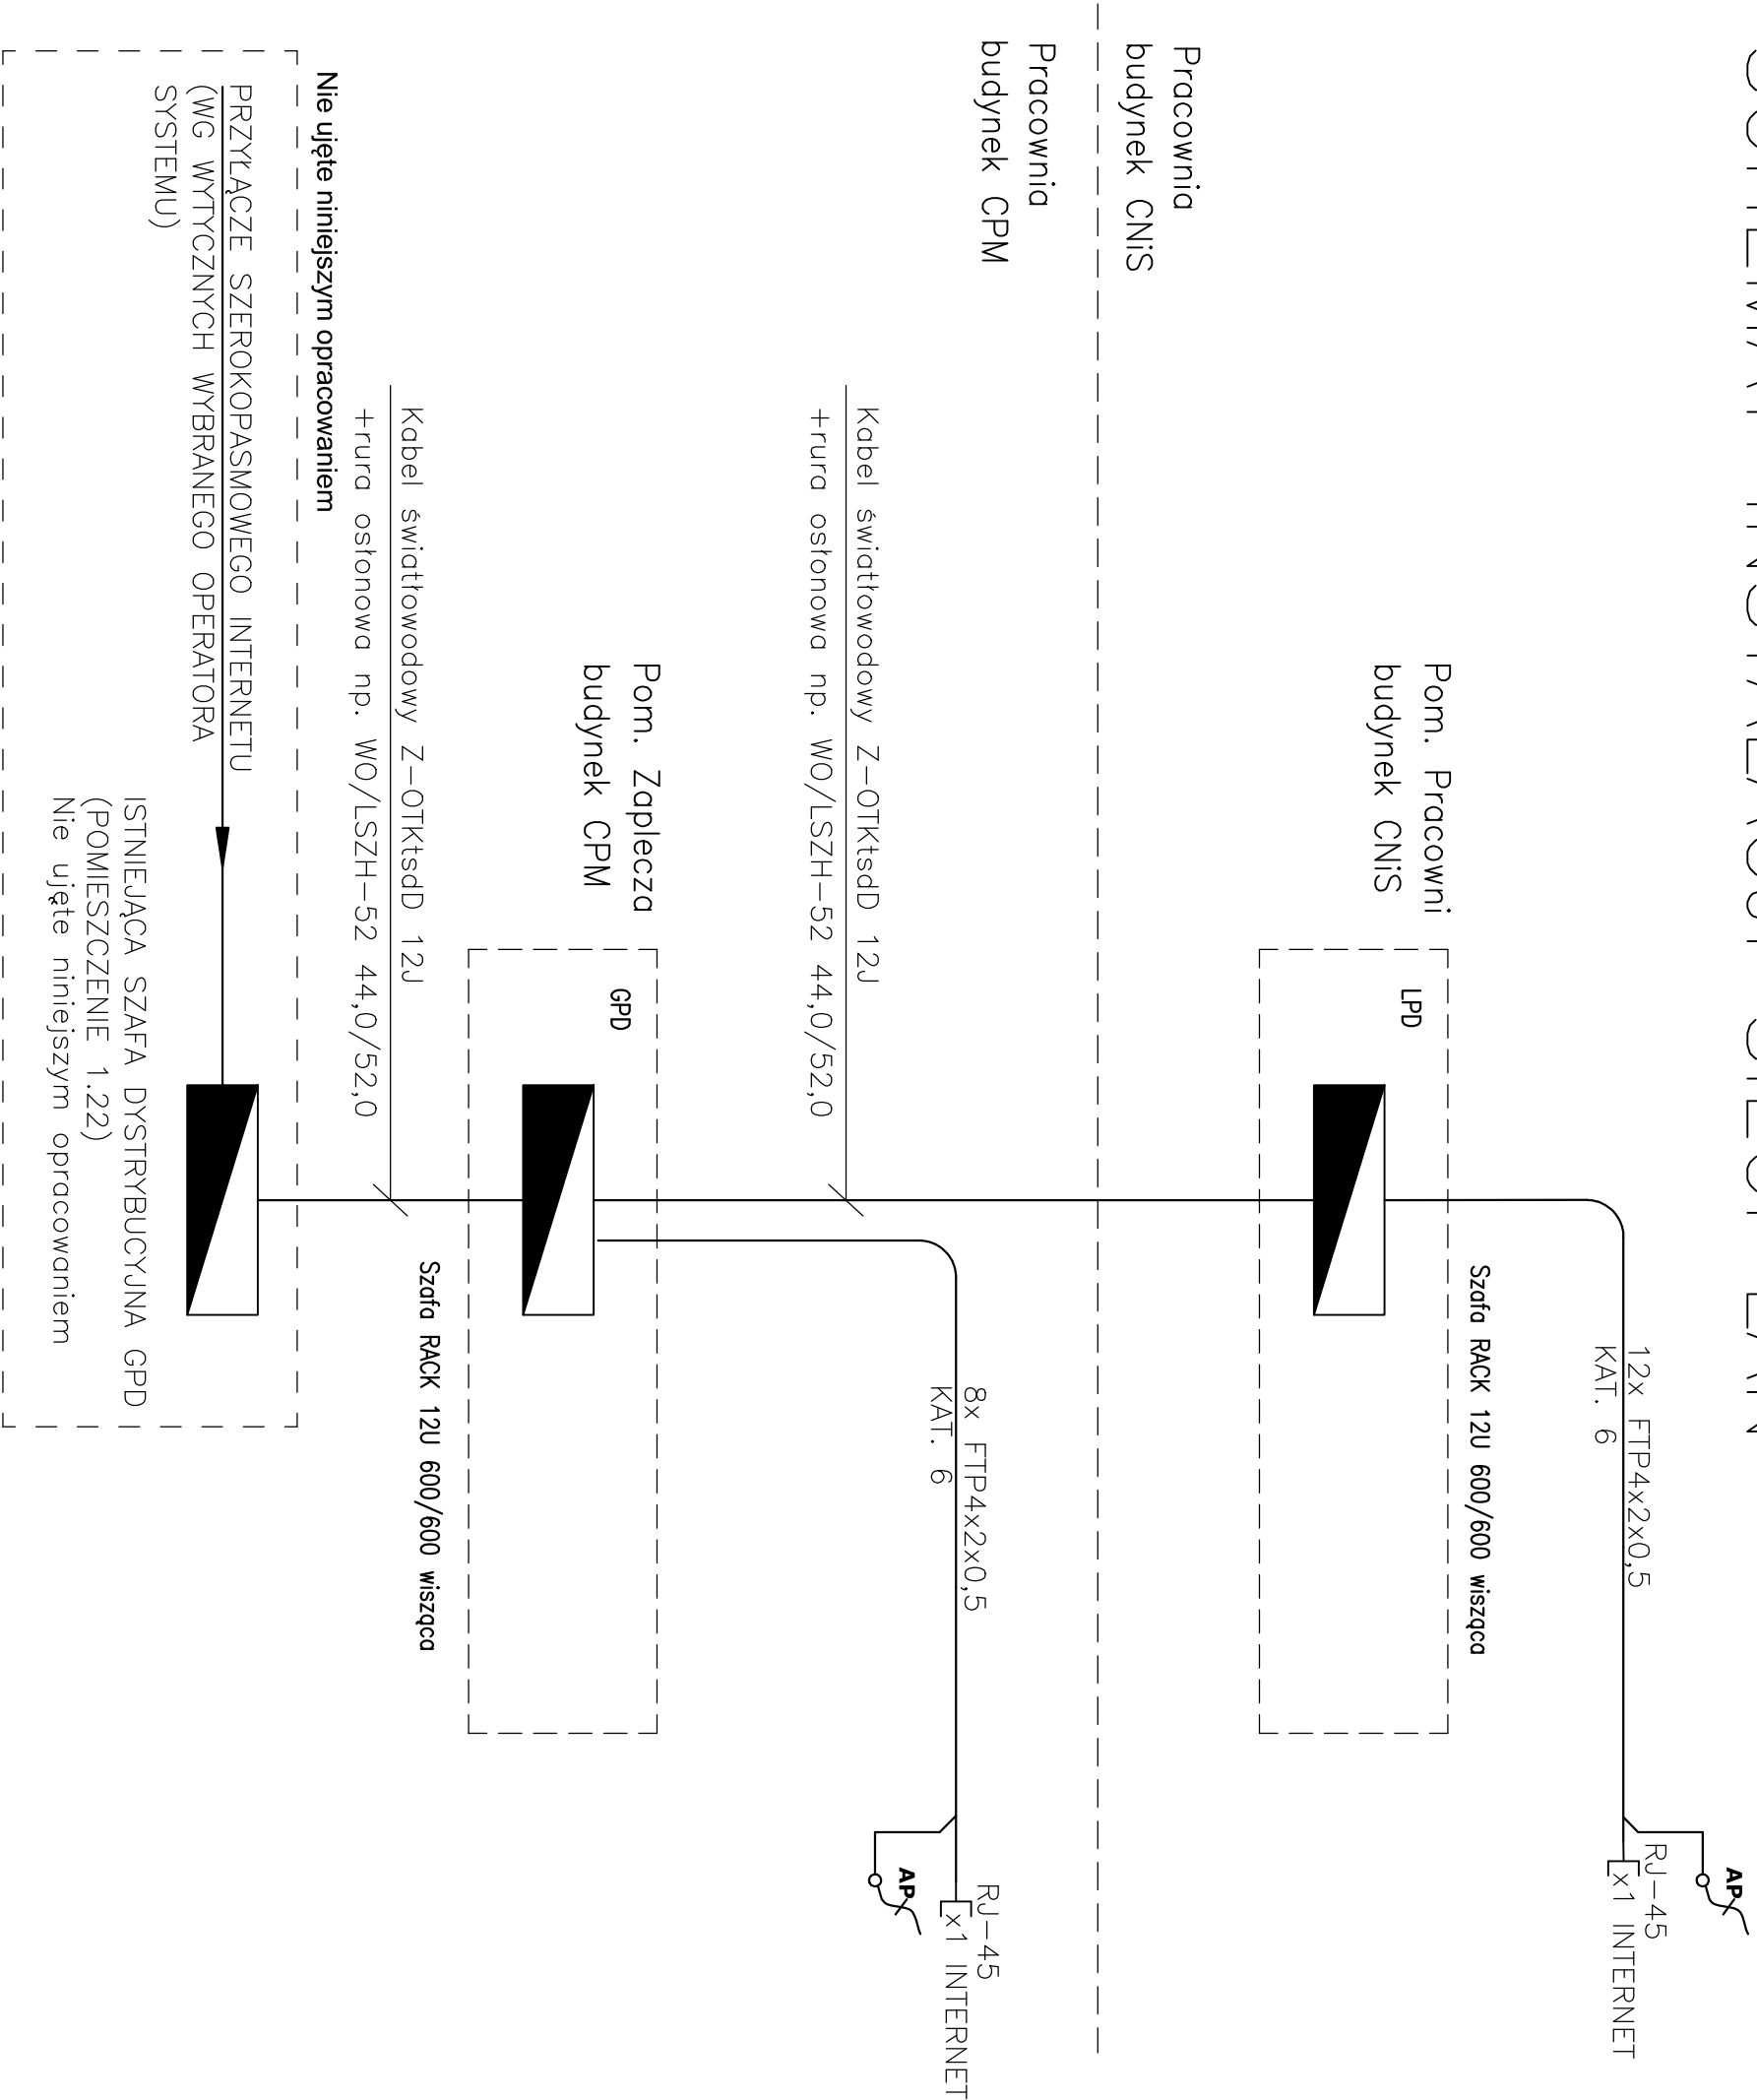 SCHEMAT INSTALACJI SIECI LAN
AP
RJ-45
x1 INTERNET
12x FTP4x2x0,5
KAT. 6
Szafa RACK 12U 600/600 wisząca
Pom. Pracowni
budynek CNiS
LPD
Pracownia
budynek CNiS
Pracownia
budynek CPM
RJ-45
x1 INTERNET
AP
8x FTP4x2x0,5
KAT. 6
Kabel światłowodowy Z-OTKtsdD 12J
+rura osłonowa np. WO/LSZH-52 44,0/52,0
Pom. Zaplecza
budynek CPM
GPD
Szafa RACK 12U 600/600 wisząca
Kabel światłowodowy Z-OTKtsdD 12J
+rura osłonowa np. WO/LSZH-52 44,0/52,0
Nie ujęte niniejszym opracowaniem
PRZYŁĄCZE SZEROKOPASMOWEGO INTERNETU
(WG WYTYCZNYCH WYBRANEGO OPERATORA
SYSTEMU)
ISTNIEJĄCA SZAFA DYSTRYBUCYJNA GPD
(POMIESZCZENIE 1.22)
Nie ujęte niniejszym opracowaniem